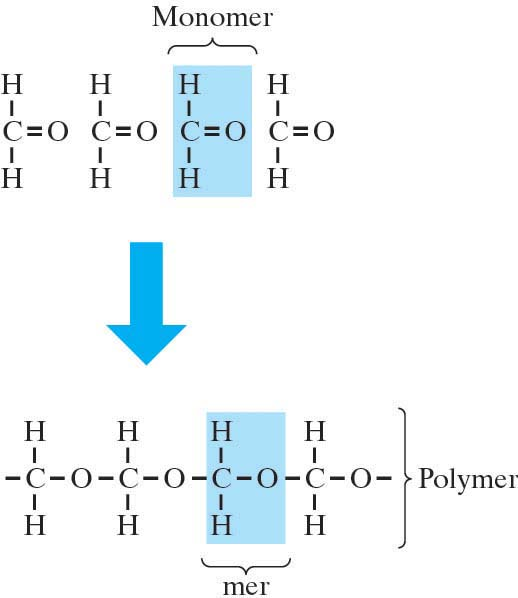 Monomer
H H H H
C=O C=O C=O C=O
H H H H
H H H H
-C-O-C-O-C-O-C-O-
Polymer
H H H H
mer